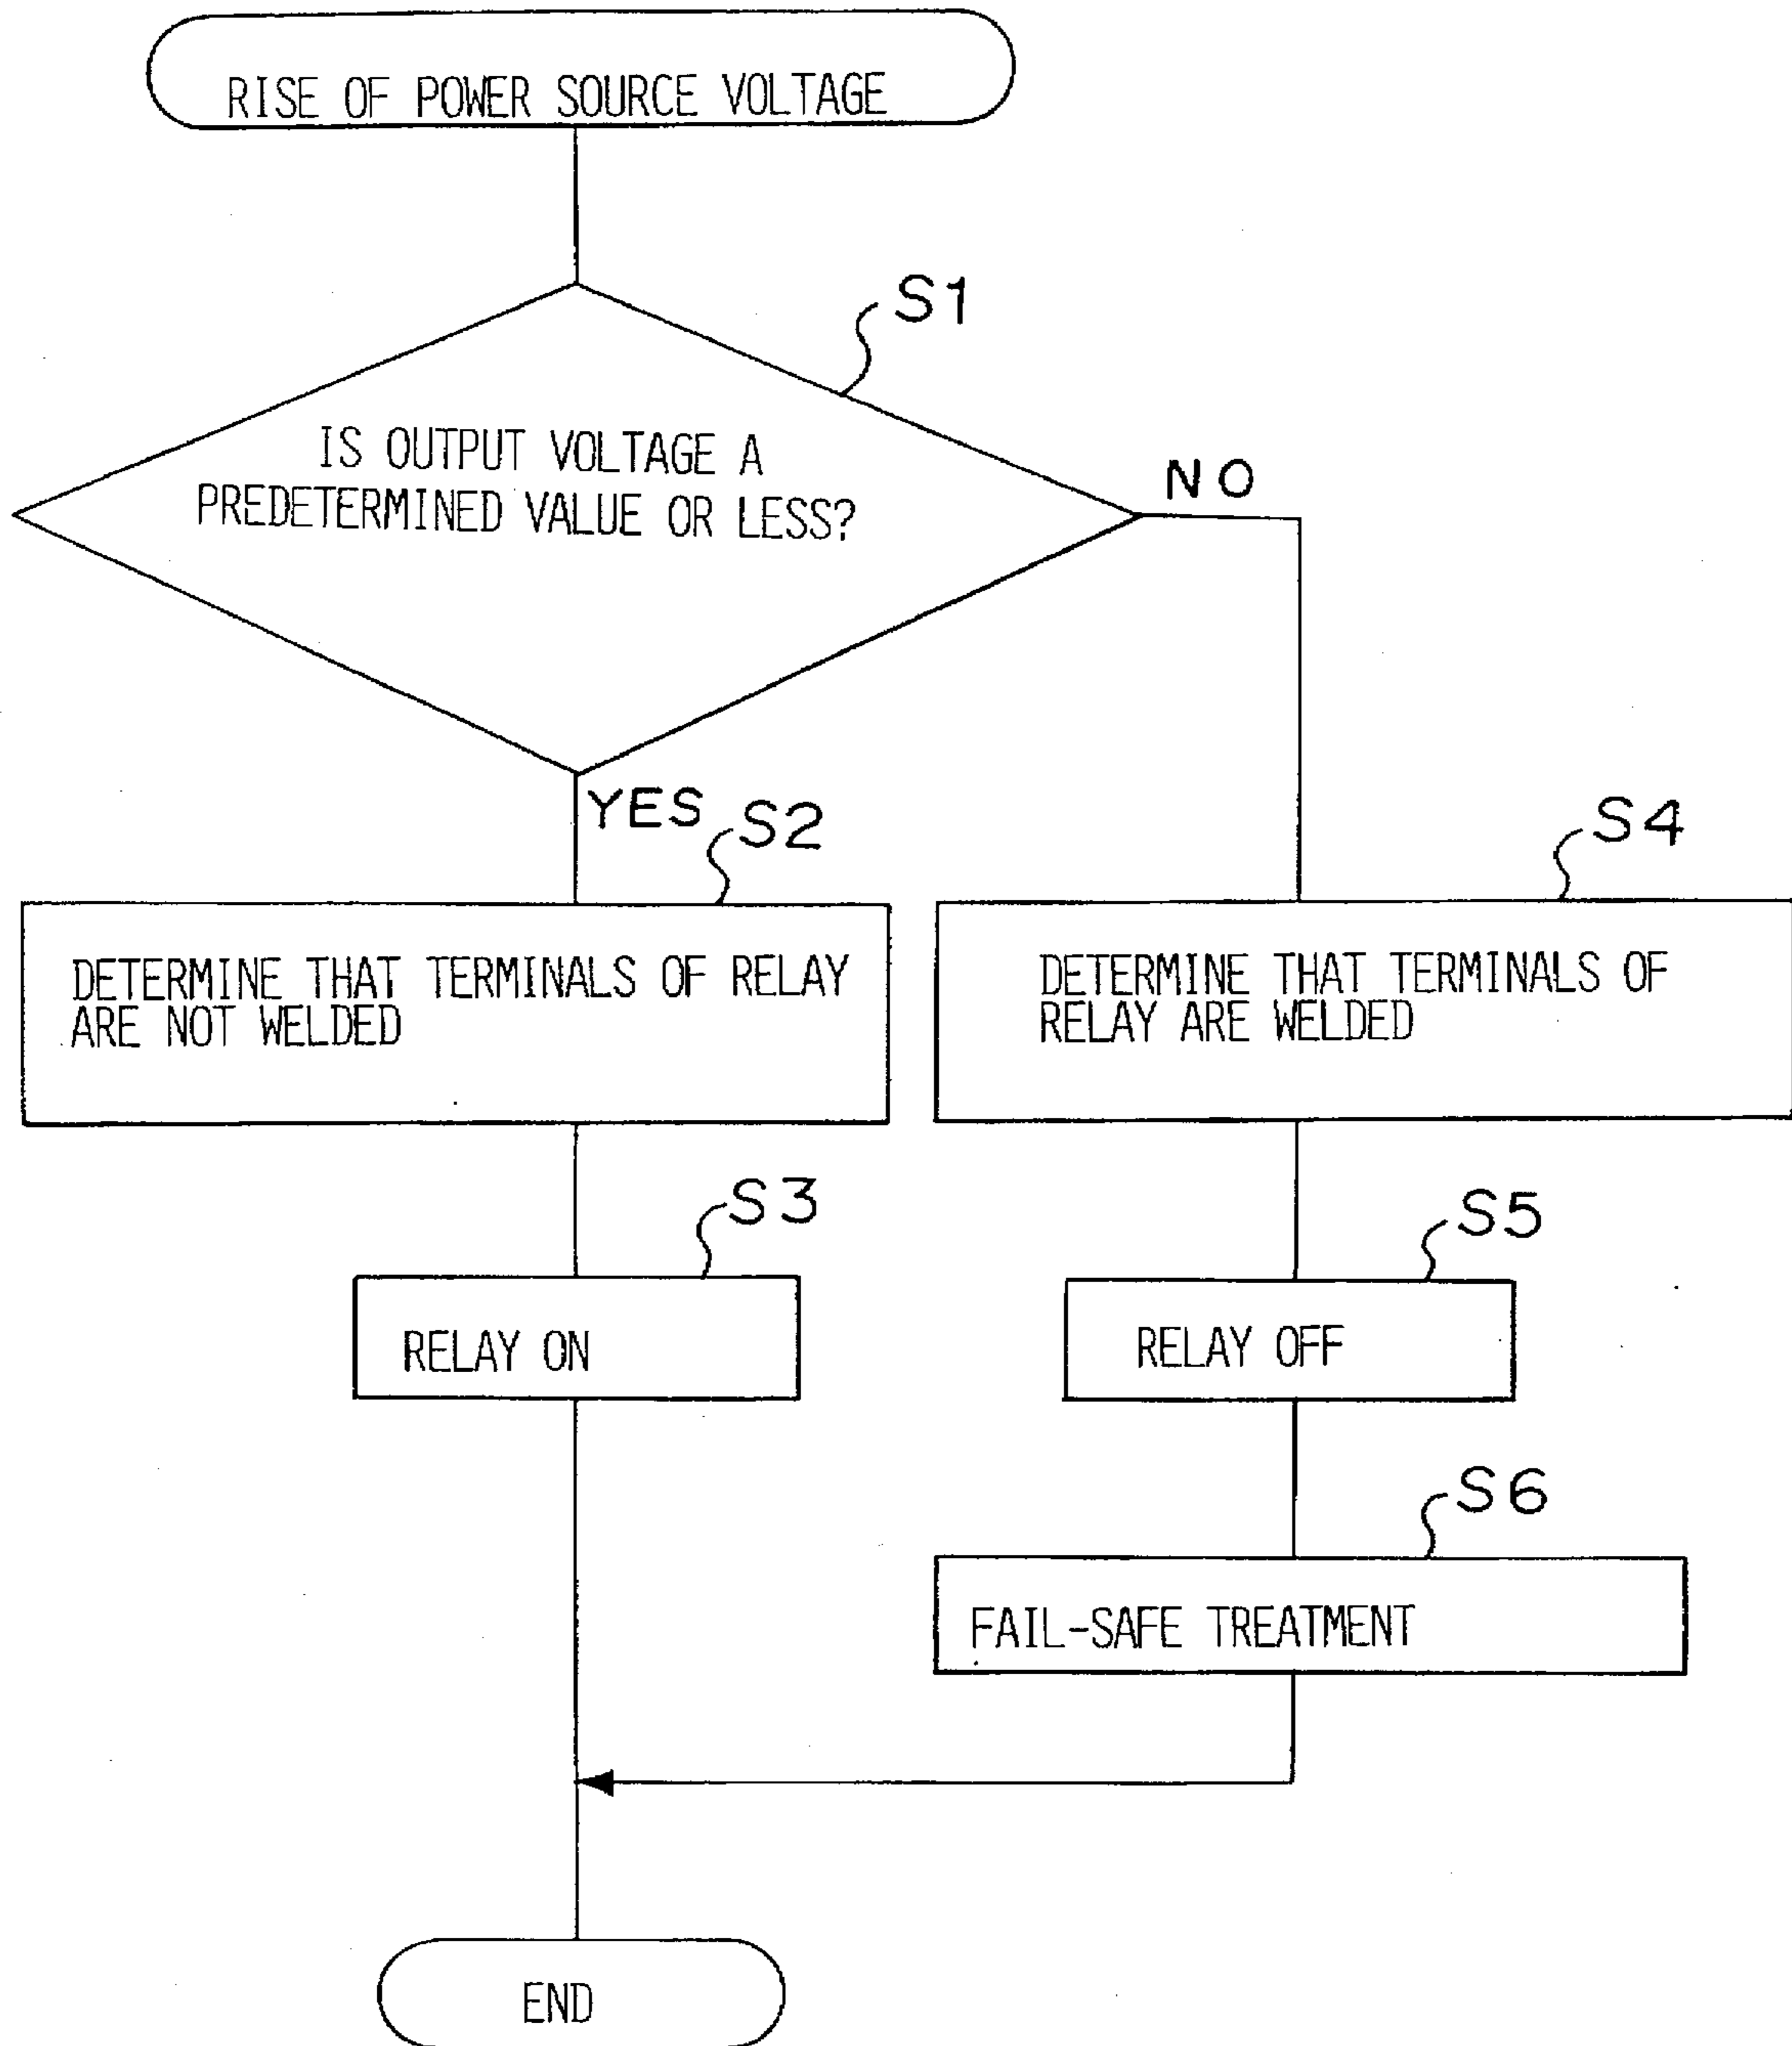 RISE OF POWER SOURCE VOLTAGE
S1
IS OUTPUT VOLTAGE A
PREDETERMINED VALUE OR LESS?
NO
YES
S2
DETERMINE THAT TERMINALS OF RELAY
ARE NOT WELDED
S4
DETERMINE THAT TERMINALS OF
RELAY ARE WELDED
S3
RELAY ON
S5
RELAY OFF
S6
FAIL-SAFE TREATMENT
END